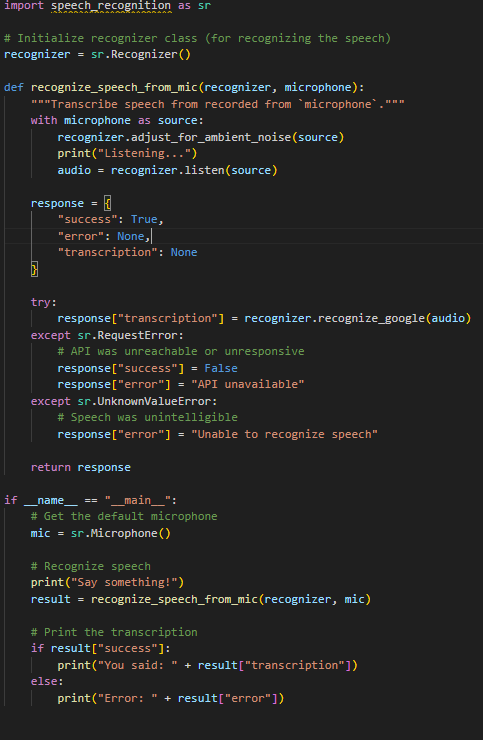 import speech_recognition as sr
# Initialize recognizer class (for recognizing the speech)
recognizer = sr.Recognizer()
def recognize_speech_from_mic(recognizer, microphone):
    """Transcribe speech from recorded from `microphone`."""
    with microphone as source:
        recognizer.adjust_for_ambient_noise(source)
        print("Listening...")
        audio = recognizer.listen(source)
    response = {
        "success": True,
        "error": None,
        "transcription": None
    }
    try:
        response["transcription"] = recognizer.recognize_google(audio)
    except sr.RequestError:
        # API was unreachable or unresponsive
        response["success"] = False
        response["error"] = "API unavailable"
    except sr.UnknownValueError:
        # Speech was unintelligible
        response["error"] = "Unable to recognize speech"
    return response
if __name__ == "__main__":
    # Get the default microphone
    mic = sr.Microphone()
    # Recognize speech
    print("Say something!")
    result = recognize_speech_from_mic(recognizer, mic)
    # Print the transcription
    if result["success"]:
        print("You said: " + result["transcription"])
    else:
        print("Error: " + result["error"])